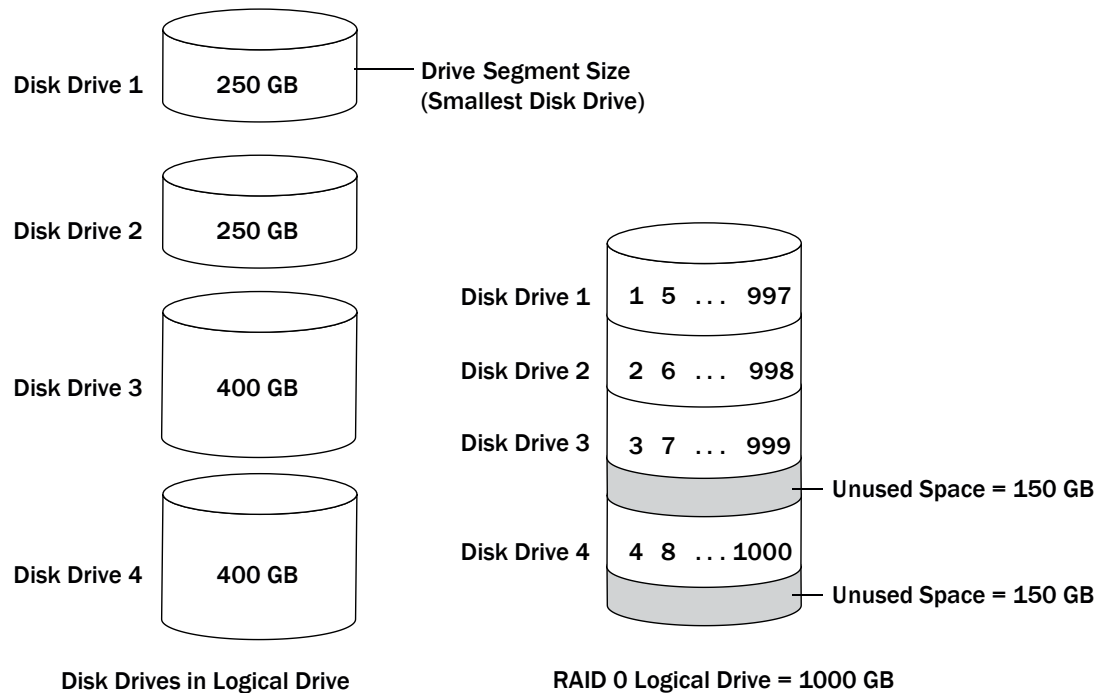 Disk Drive 1
250 GB
Drive Segment Size
(Smallest Disk Drive)
Disk Drive 2
250 GB
Disk Drive 3
400 GB
Disk Drive 4
400 GB
Disk Drives in Logical Drive
Disk Drive 1
1 5 ... 997
Disk Drive 2
2 6 ... 998
Disk Drive 3
3 7 ... 999
Unused Space = 150 GB
Disk Drive 4
4 8 ... 1000
Unused Space = 150 GB
RAID 0 Logical Drive = 1000 GB